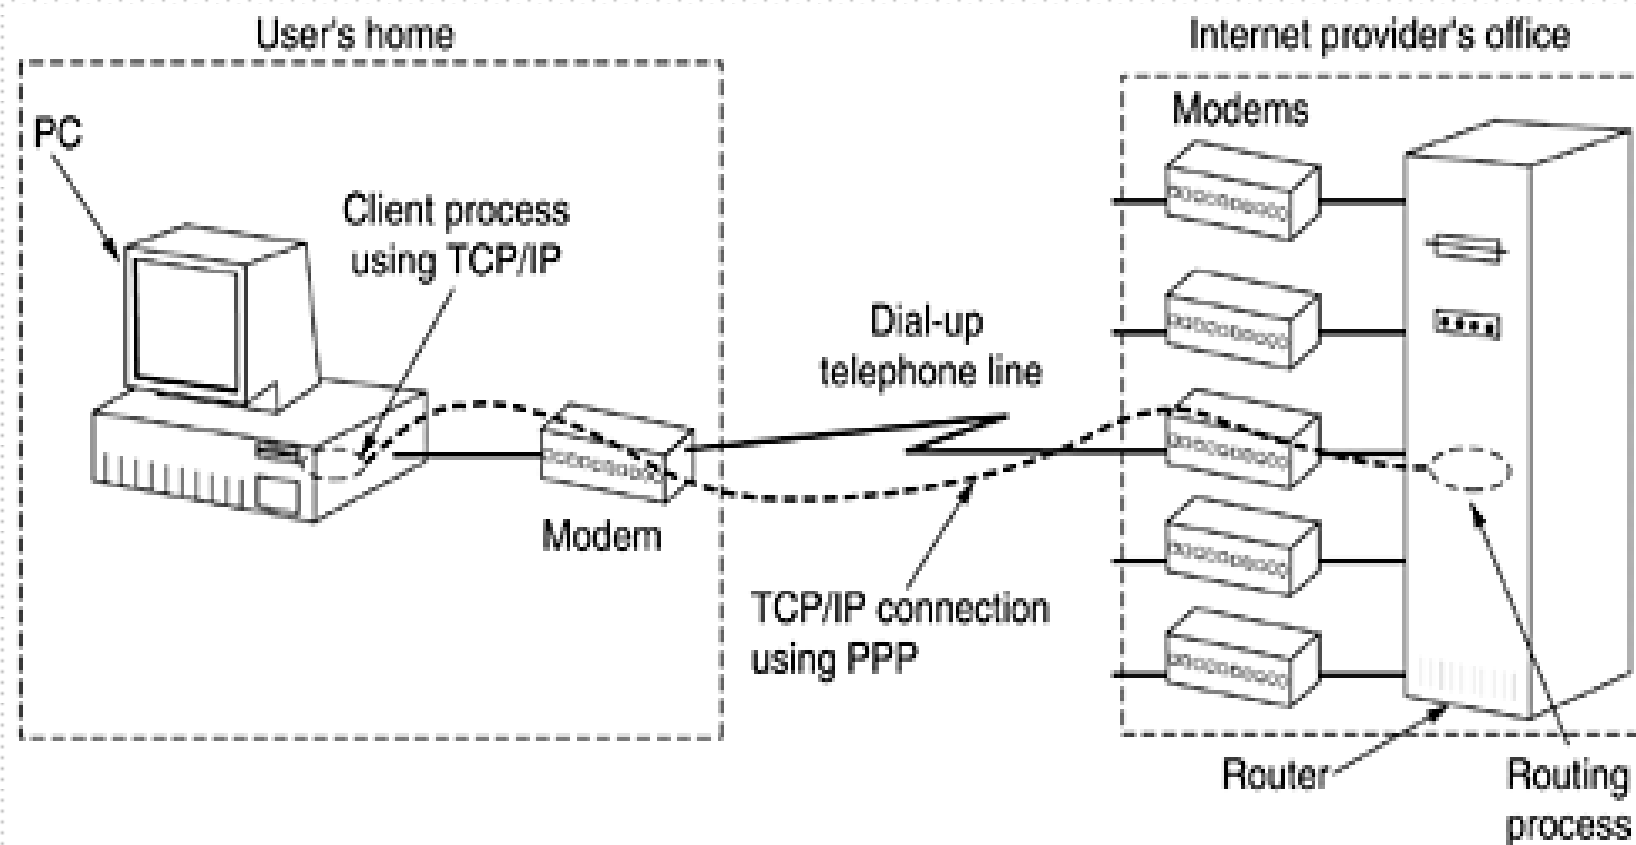 User's home
Internet provider's office
PC
Modems
Client process
using TCP/IP
Dial-up
telephone line
Modem
TCP/IP connection
using PPP
Router
Routing
process